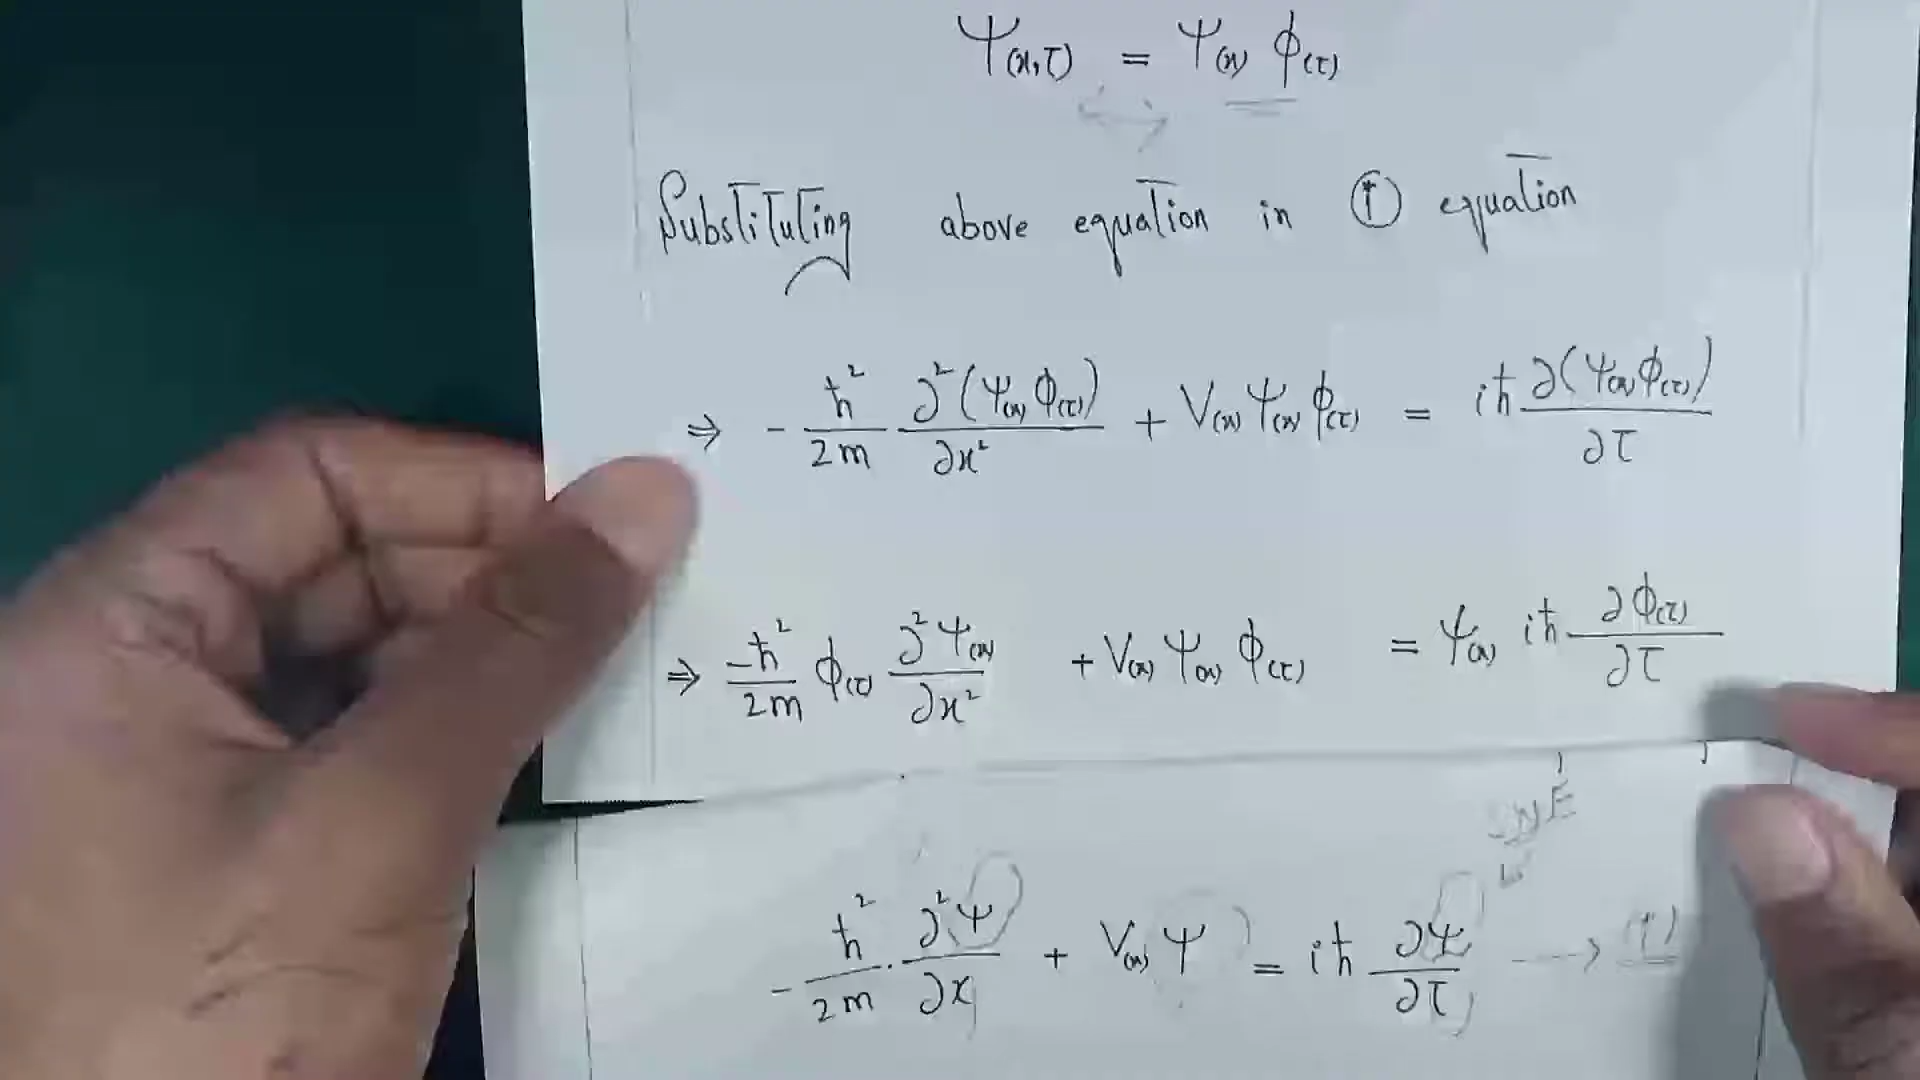 Ψ(x,t) = Ψ(x) ϕ(t)
Substituting above equation in ① equation
⇒ - ħ²/2m ∂²(Ψ(x) ϕ(t))/∂x² + V(x) Ψ(x) ϕ(t) = iħ ∂(Ψ(x) ϕ(t))/∂t
⇒ -ħ²/2m ϕ(t) ∂²Ψ(x)/∂x² + V(x) Ψ(x) ϕ(t) = Ψ(x) iħ ∂ϕ(t)/∂t
- ħ²/2m · ∂²Ψ/∂x + V(x) Ψ = iħ ∂Ψ/∂t → (1)